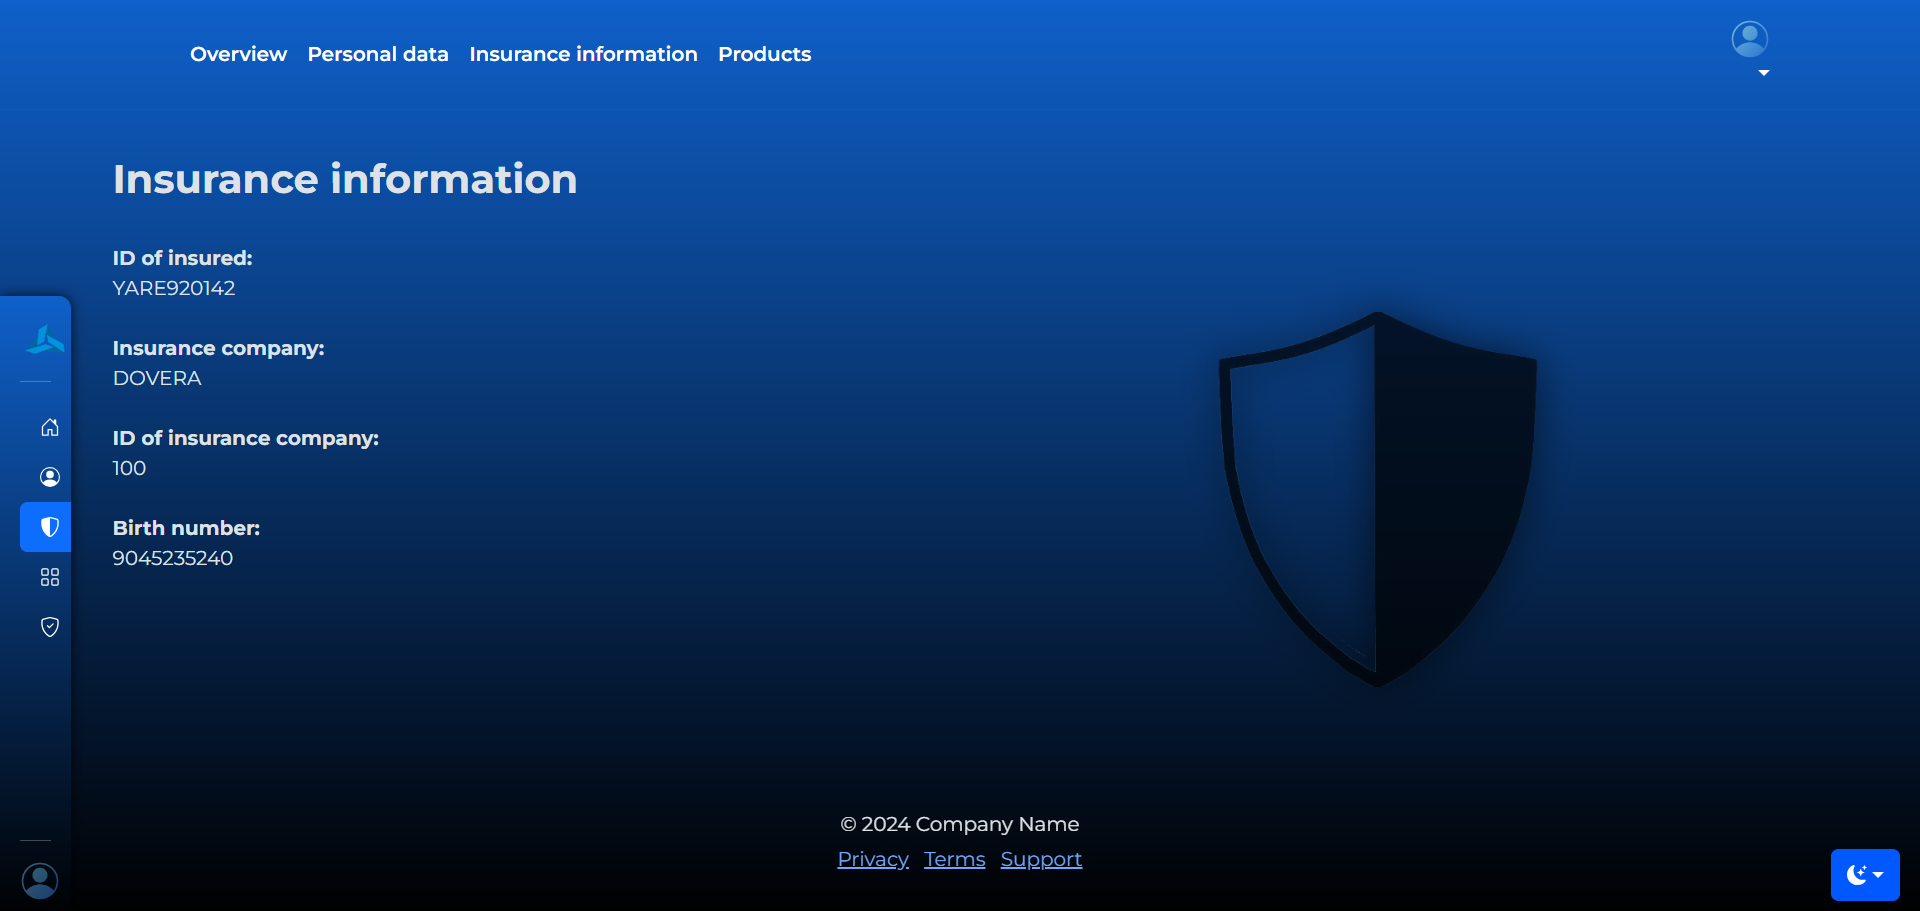 Overview Personal data Insurance information Products
Insurance information
ID of insured:
YARE920142
Insurance company:
DOVERA
ID of insurance company:
100
Birth number:
9045235240
© 2024 Company Name
Privacy Terms Support